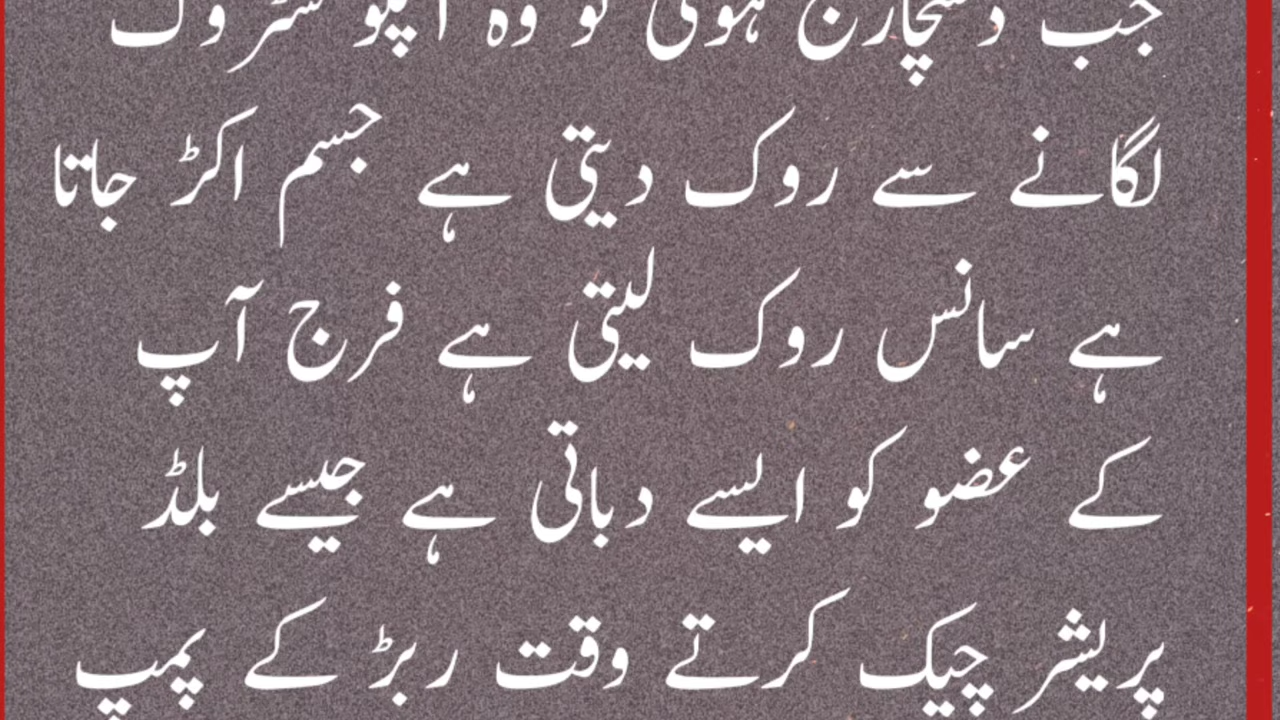 جب دسچارج ہوتی تو وہ آپکو سٹروک
لگانے سے روک دیتی ہے جسم اکڑ جاتا
ہے سانس روک لیتی ہے فرج آپ
کے عضو کو ایسے دباتی ہے جیسے بلڈ
پریشر چیک کرتے وقت ربڑ کے پمپ